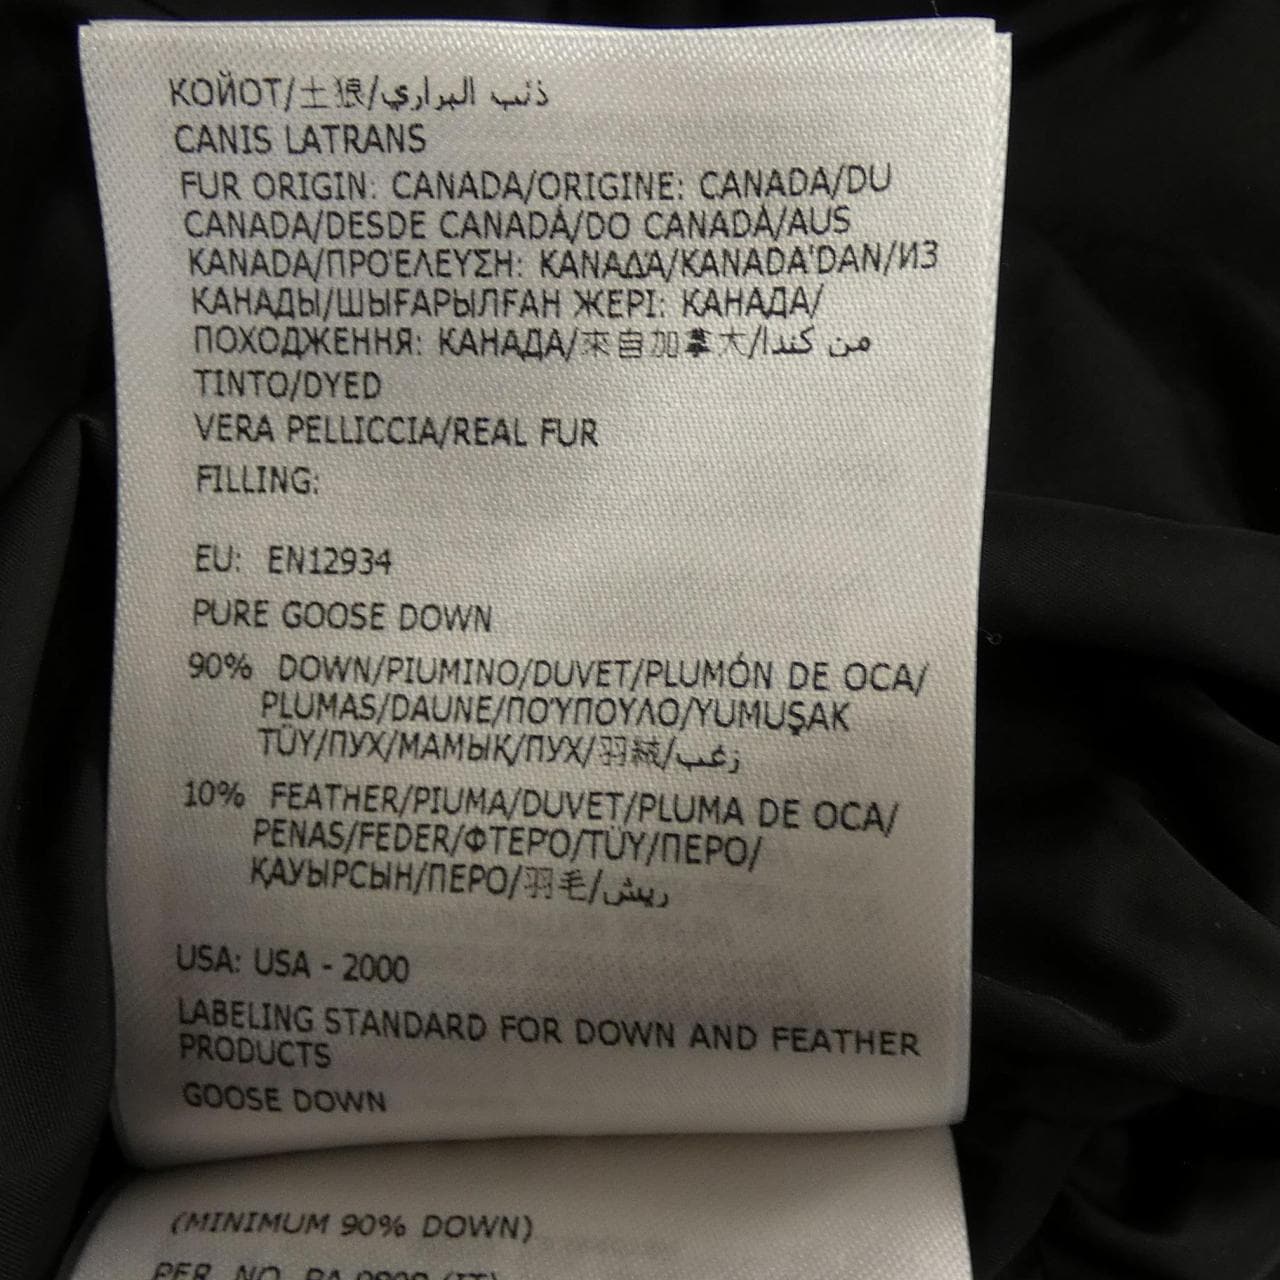 КОЙОТ/土狼/ذئب البراري
CANIS LATRANS
FUR ORIGIN: CANADA/ORIGINE: CANADA/DU
CANADA/DESDE CANADÁ/DO CANADÁ/AUS
KANADA/ΠΡΟΈΛΕΥΣΗ: ΚΑΝΑΔΆ/KANADA'DAN/ИЗ
КАНАДЫ/ШЫҒАРЫЛҒАН ЖЕРІ: КАНАДА/
ПОХОДЖЕННЯ: КАНАДА/來自加拿大/من كندا
TINTO/DYED
VERA PELLICCIA/REAL FUR
FILLING:
EU: EN12934
PURE GOOSE DOWN
90% DOWN/PIUMINO/DUVET/PLUMÓN DE OCA/
PLUMAS/DAUNE/ΠΟΎΠΟΥΛΟ/YUMUŞAK
TÜY/ПУХ/МАМЫҚ/ПУХ/羽絨/زغب
10% FEATHER/PIUMA/DUVET/PLUMA DE OCA/
PENAS/FEDER/ΦΤΕΡΌ/TÜY/ПЕРО/
ҚАУЫРСЫН/ПЕРО/羽毛/ريش
USA: USA - 2000
LABELING STANDARD FOR DOWN AND FEATHER
PRODUCTS
GOOSE DOWN
(MINIMUM 90% DOWN)
PER. NO.